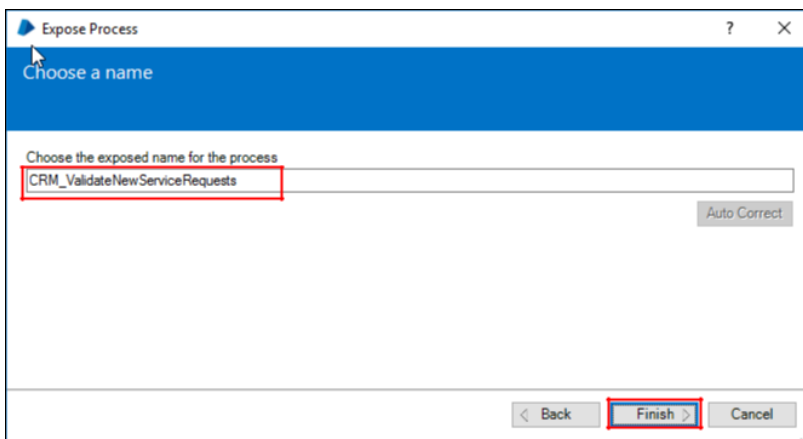 Expose Process
?
Choose a name
Choose the exposed name for the process
CRM_ValidateNewServiceRequests
Auto Correct
Back
Finish
Cancel